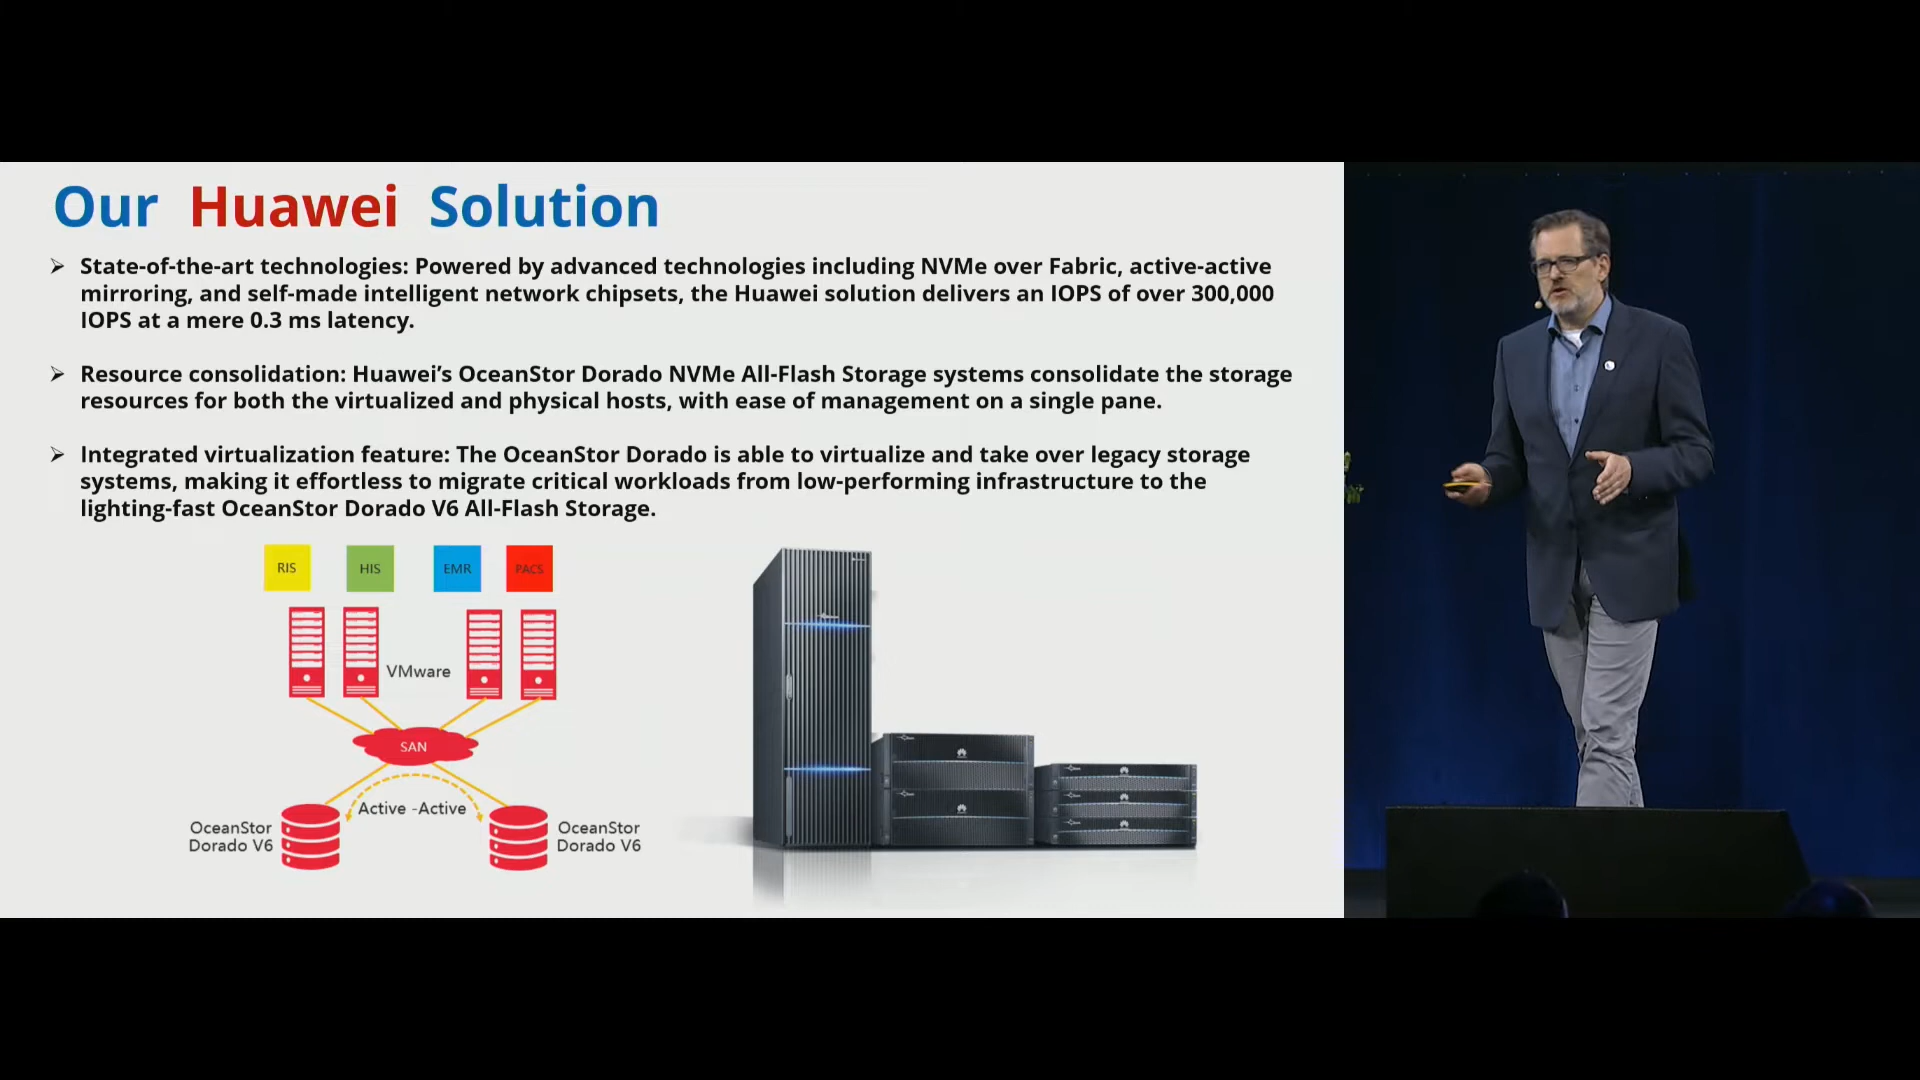 Our Huawei Solution
State-of-the-art technologies: Powered by advanced technologies including NVMe over Fabric, active-active
mirroring, and self-made intelligent network chipsets, the Huawei solution delivers an IOPS of over 300,000
IOPS at a mere 0.3 ms latency.
Resource consolidation: Huawei’s OceanStor Dorado NVMe All-Flash Storage systems consolidate the storage
resources for both the virtualized and physical hosts, with ease of management on a single pane.
Integrated virtualization feature: The OceanStor Dorado is able to virtualize and take over legacy storage
systems, making it effortless to migrate critical workloads from low-performing infrastructure to the
lighting-fast OceanStor Dorado V6 All-Flash Storage.
RIS HIS EMR PACS
VMware
SAN
Active -Active
OceanStor
Dorado V6
OceanStor
Dorado V6